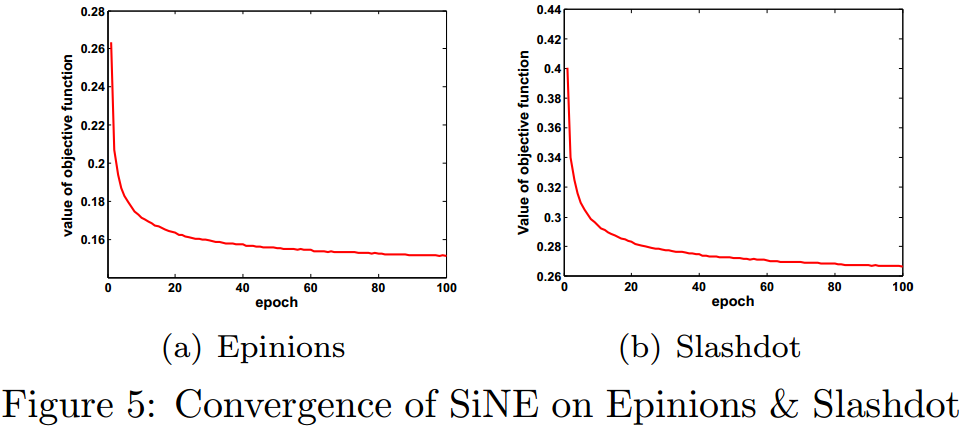 0.28
0.26
0.24
0.22
0.2
0.18
0.16
value of objective function
0 20 40 60 80 100
epoch
(a) Epinions
0.44
0.42
0.4
0.38
0.36
0.34
0.32
0.3
0.28
0.26
Value of objective function
0 20 40 60 80 100
epoch
(b) Slashdot
Figure 5: Convergence of SiNE on Epinions & Slashdot